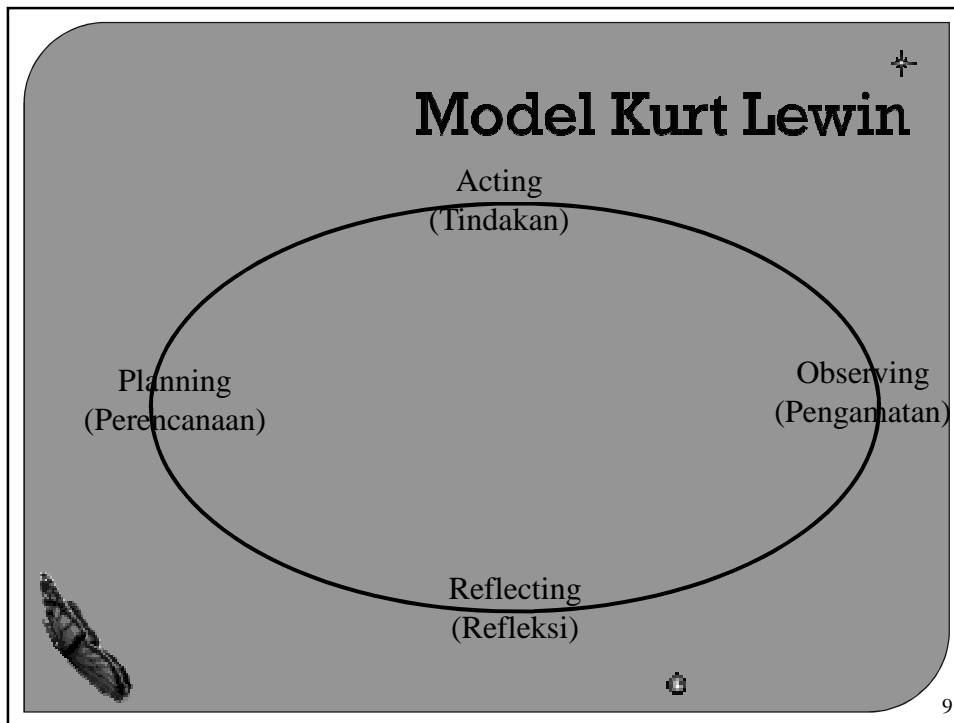 Model Kurt Lewin
Acting
(Tindakan)
Planning
(Perencanaan)
Observing
(Pengamatan)
Reflecting
(Refleksi)
9